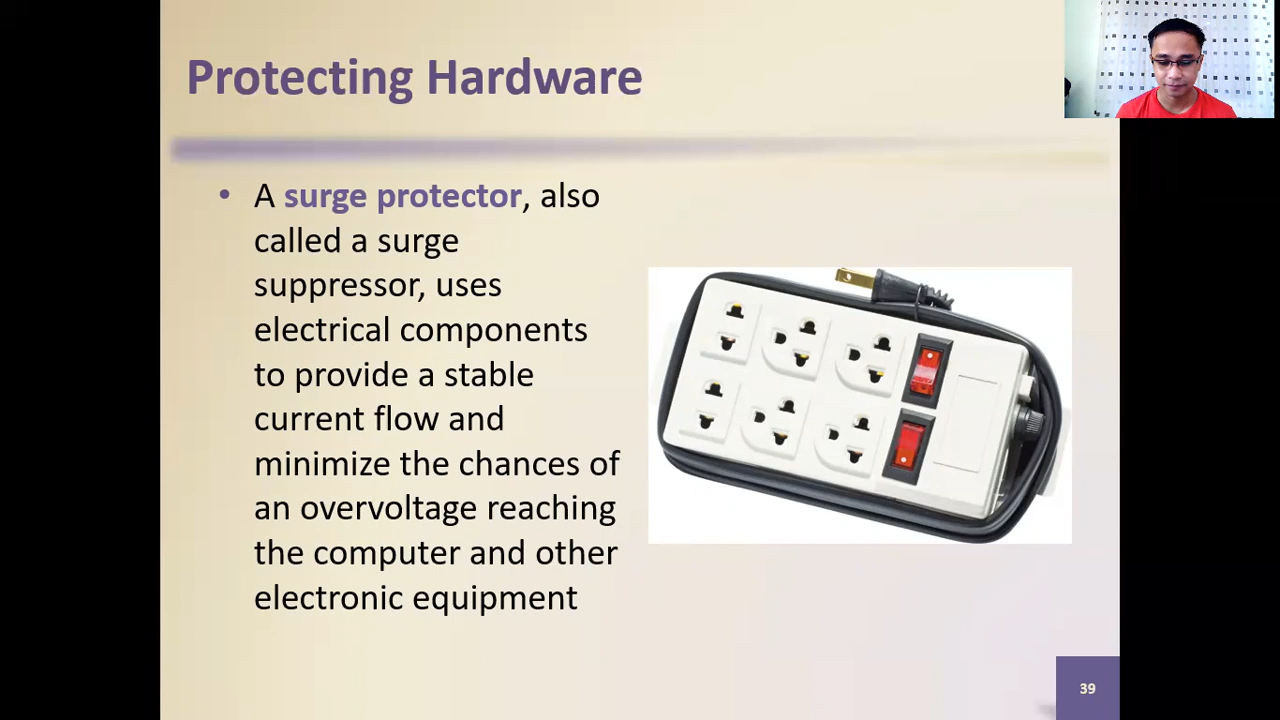 Protecting Hardware
• A surge protector, also
called a surge
suppressor, uses
electrical components
to provide a stable
current flow and
minimize the chances of
an overvoltage reaching
the computer and other
electronic equipment
39